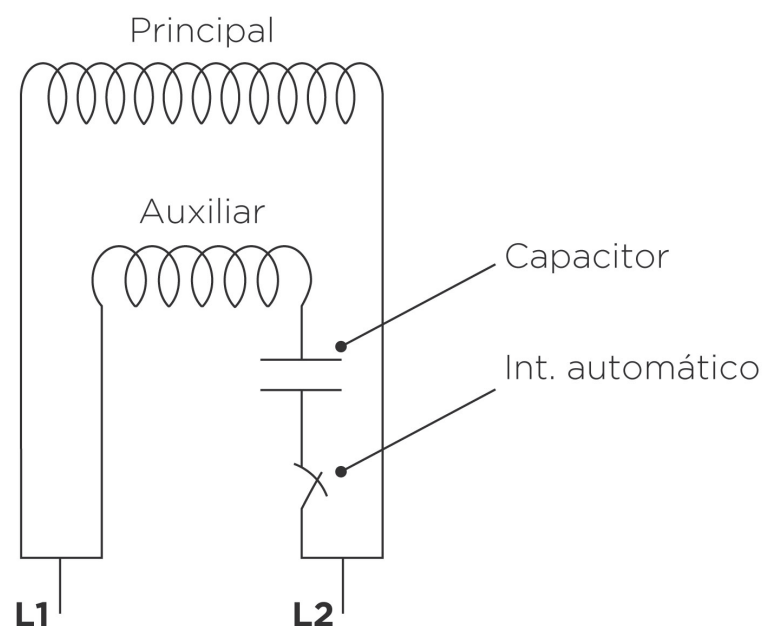 Principal
Auxiliar
Capacitor
Int. automático
L1
L2